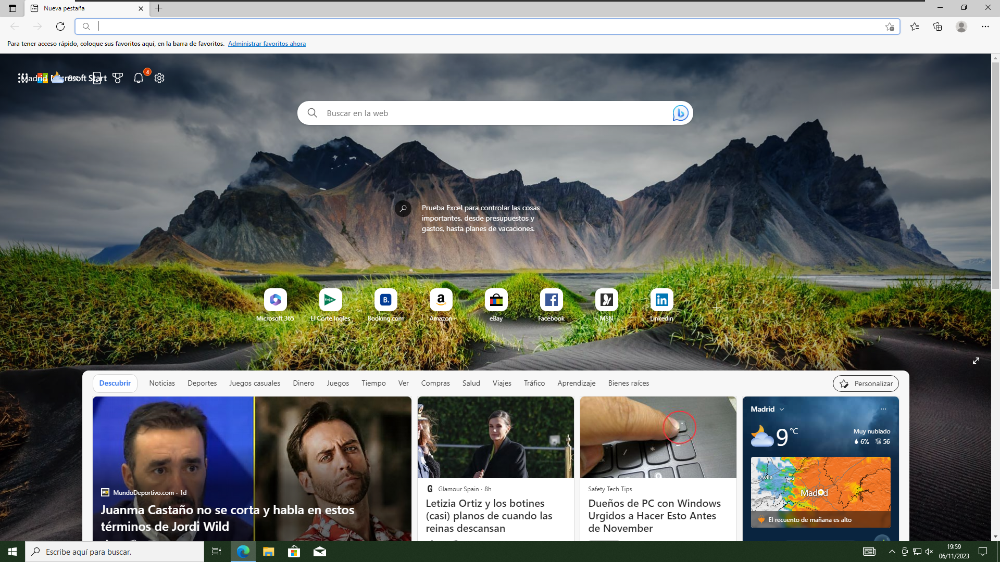 Nueva pestaña
Para tener acceso rápido, coloque sus favoritos aquí, en la barra de favoritos. Administrar favoritos ahora
Madrid
Microsoft Start
4
Buscar en la web
Prueba Excel para controlar las cosas
importantes, desde presupuestos y
gastos, hasta planes de vacaciones.
Microsoft 365
El Corte Ingles
Booking.com
Amazon
eBay
Facebook
MSN
Linkedin
Descubrir
Noticias
Deportes
Juegos casuales
Dinero
Juegos
Tiempo
Ver
Compras
Salud
Viajes
Tráfico
Aprendizaje
Bienes raíces
Personalizar
MD MundoDeportivo.com · 1d
Juanma Castaño no se corta y habla en estos
términos de Jordi Wild
G Glamour Spain · 8h
Letizia Ortiz y los botines
(casi) planos de cuando las
reinas descansan
Safety Tech Tips
Dueños de PC con Windows
Urgidos a Hacer Esto Antes
de November
Madrid
9 °C
Muy nublado
6% 56
Ávila
Madrid
El recuento de mañana es alto
Escribe aquí para buscar.
19:59
06/11/2023